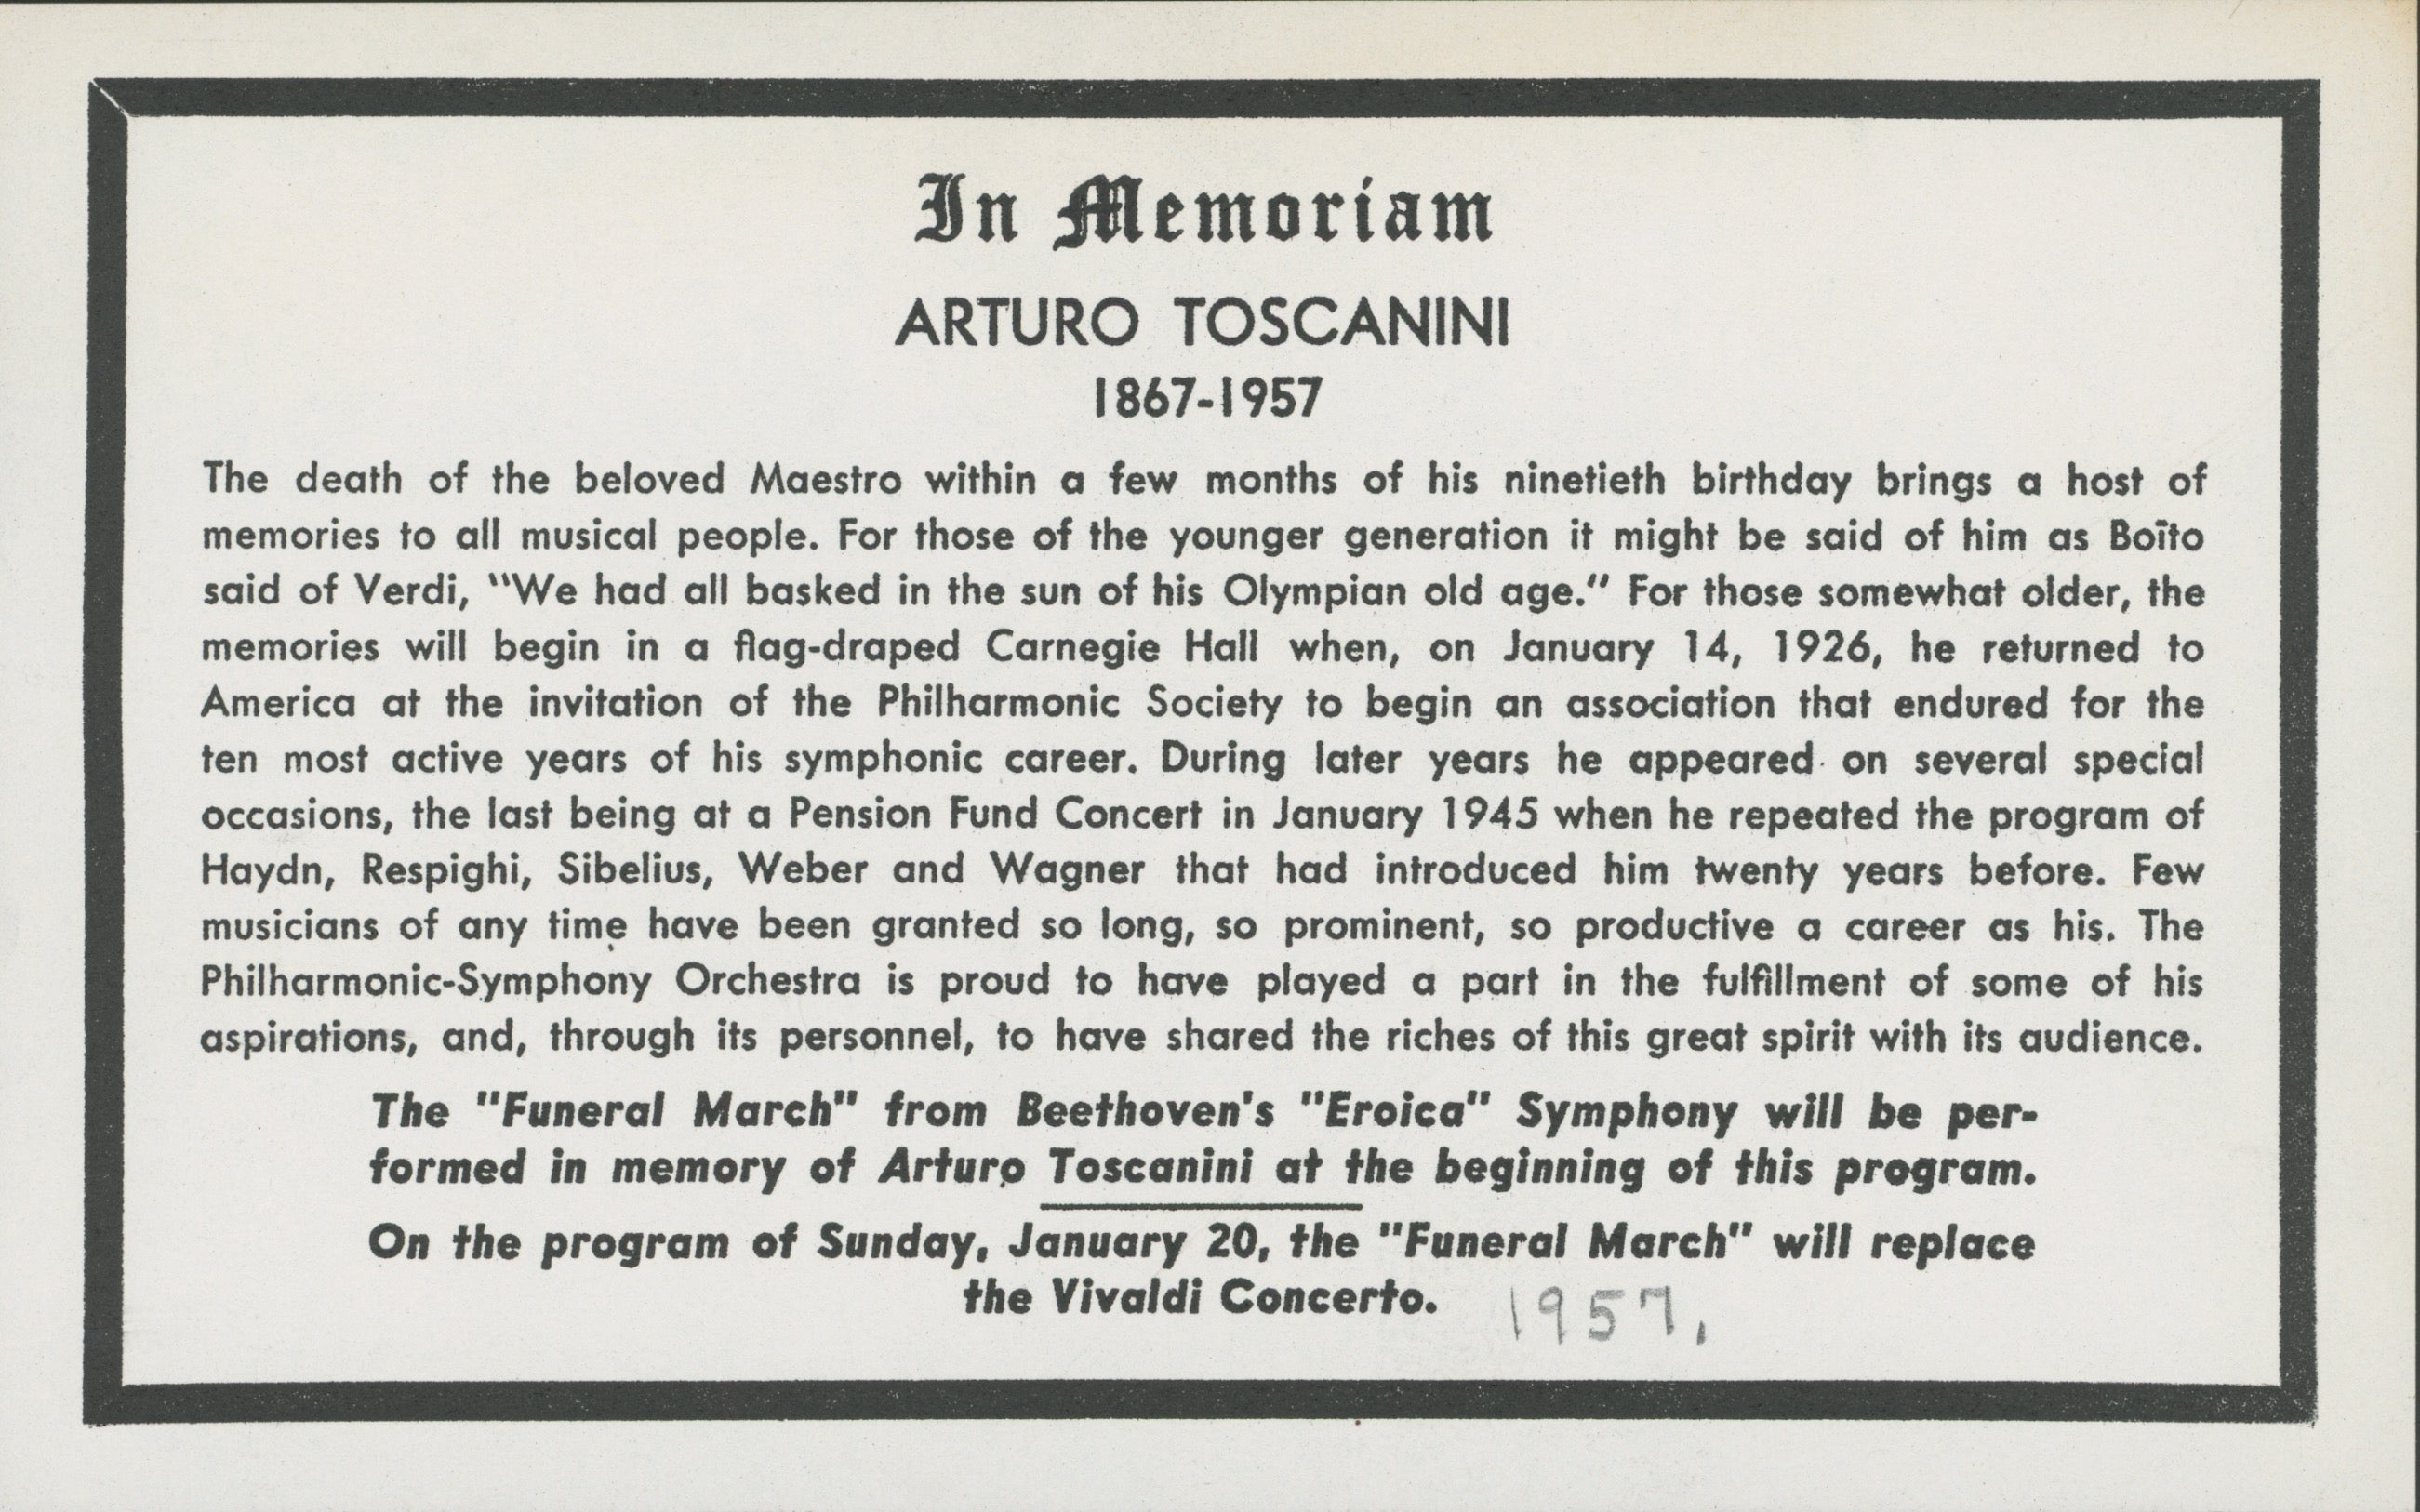 In Memoriam
ARTURO TOSCANINI
1867-1957
The death of the beloved Maestro within a few months of his ninetieth birthday brings a host of
memories to all musical people. For those of the younger generation it might be said of him as Boïto
said of Verdi, "We had all basked in the sun of his Olympian old age." For those somewhat older, the
memories will begin in a flag-draped Carnegie Hall when, on January 14, 1926, he returned to
America at the invitation of the Philharmonic Society to begin an association that endured for the
ten most active years of his symphonic career. During later years he appeared on several special
occasions, the last being at a Pension Fund Concert in January 1945 when he repeated the program of
Haydn, Respighi, Sibelius, Weber and Wagner that had introduced him twenty years before. Few
musicians of any time have been granted so long, so prominent, so productive a career as his. The
Philharmonic-Symphony Orchestra is proud to have played a part in the fulfillment of some of his
aspirations, and, through its personnel, to have shared the riches of this great spirit with its audience.
The "Funeral March" from Beethoven's "Eroica" Symphony will be per-
formed in memory of Arturo Toscanini at the beginning of this program.
On the program of Sunday, January 20, the "Funeral March" will replace
the Vivaldi Concerto. 1957,